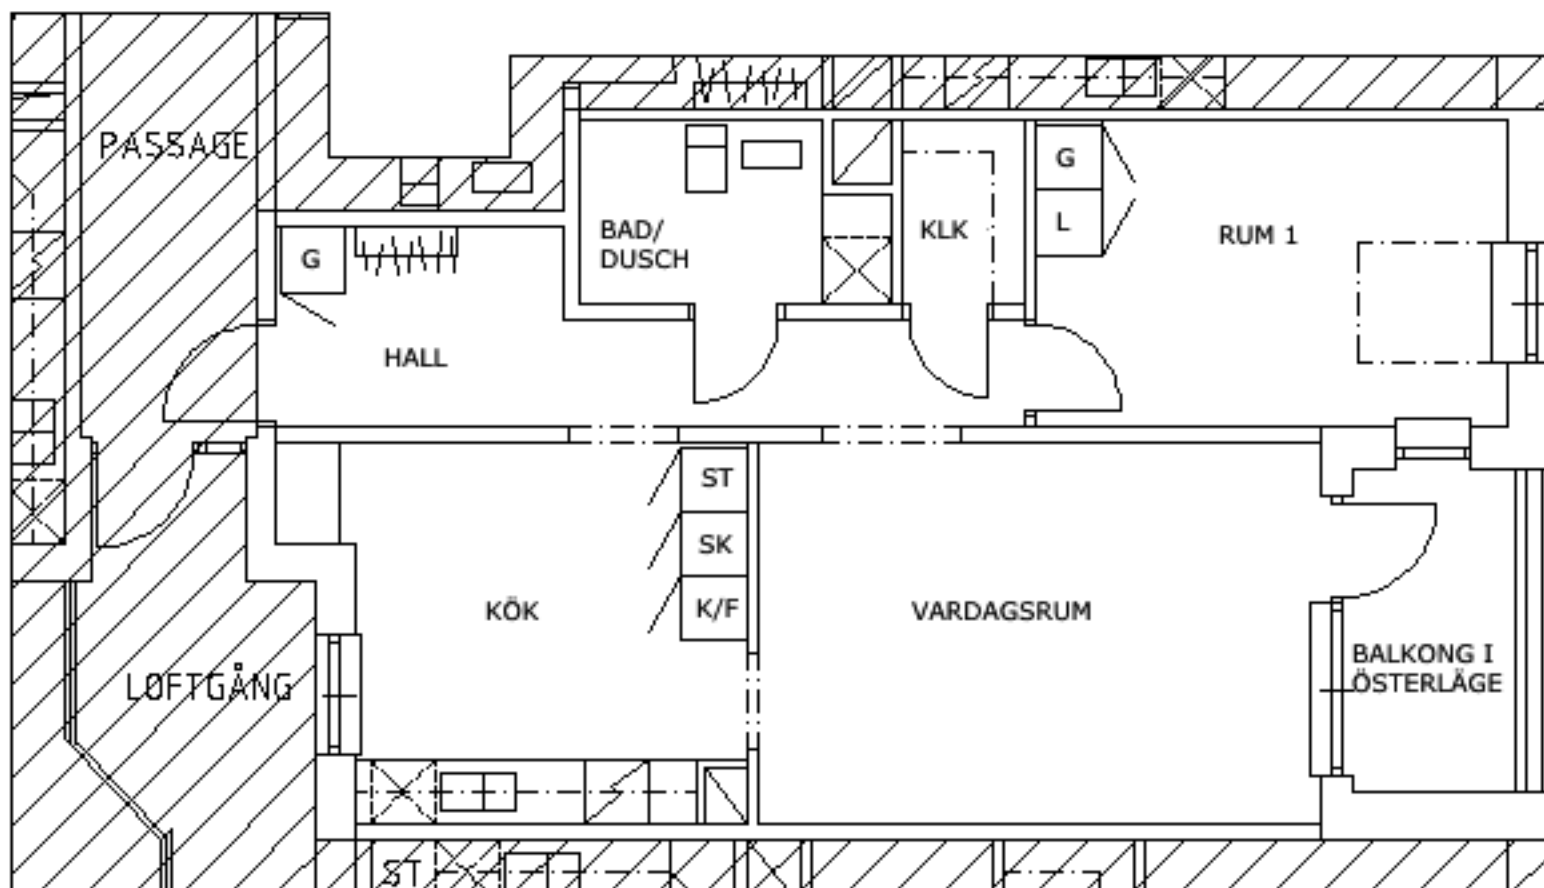 PASSAGE
G
L
BAD/
DUSCH
KLK
RUM 1
G
HALL
ST
SK
K/F
KÖK
VARDAGSRUM
BALKONG I
ÖSTERLÄGE
LOFTGÅNG
ST